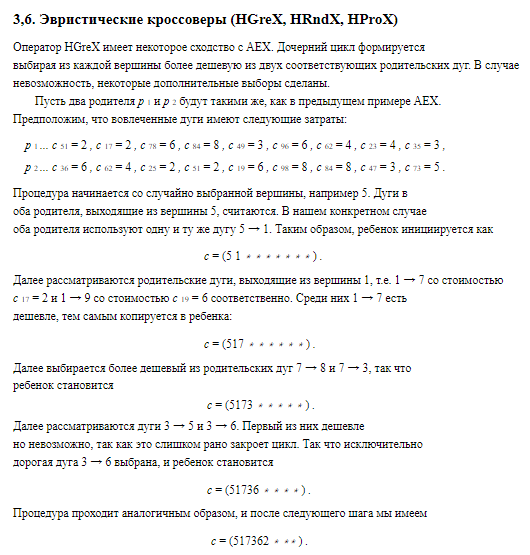 3,6. Эвристические кроссоверы (HGreX, HRndX, HProX)
Оператор HGreX имеет некоторое сходство с AEX. Дочерний цикл формируется
выбирая из каждой вершины более дешевую из двух соответствующих родительских дуг. В случае
невозможность, некоторые дополнительные выборы сделаны.
Пусть два родителя p 1 и p 2 будут такими же, как в предыдущем примере AEX.
Предположим, что вовлеченные дуги имеют следующие затраты:
p 1 ... c 51 = 2 , c 17 = 2 , c 78 = 6 , c 84 = 8 , c 49 = 3 , c 96 = 6 , c 62 = 4 , c 23 = 4 , c 35 = 3 ,
p 2 ... c 36 = 6 , c 62 = 4 , c 25 = 2 , c 51 = 2 , c 19 = 6 , c 98 = 8 , c 84 = 8 , c 47 = 3 , c 73 = 5 .
Процедура начинается со случайно выбранной вершины, например 5. Дуги в
оба родителя, выходящие из вершины 5, считаются. В нашем конкретном случае
оба родителя используют одну и ту же дугу 5 → 1. Таким образом, ребенок инициируется как
c = (5 1 * * * * * * *) .
Далее рассматриваются родительские дуги, выходящие из вершины 1, т.е. 1 → 7 со стоимостью
c 17 = 2 и 1 → 9 со стоимостью c 19 = 6 соответственно. Среди них 1 → 7 есть
дешевле, тем самым копируется в ребенка:
c = (517 * * * * * *) .
Далее выбирается более дешевый из родительских дуг 7 → 8 и 7 → 3, так что
ребенок становится
c = (5173 * * * * *) .
Далее рассматриваются дуги 3 → 5 и 3 → 6. Первый из них дешевле
но невозможно, так как это слишком рано закроет цикл. Так что исключительно
дорогая дуга 3 → 6 выбрана, и ребенок становится
c = (51736 * * * *) .
Процедура проходит аналогичным образом, и после следующего шага мы имеем
c = (517362 * * *) .